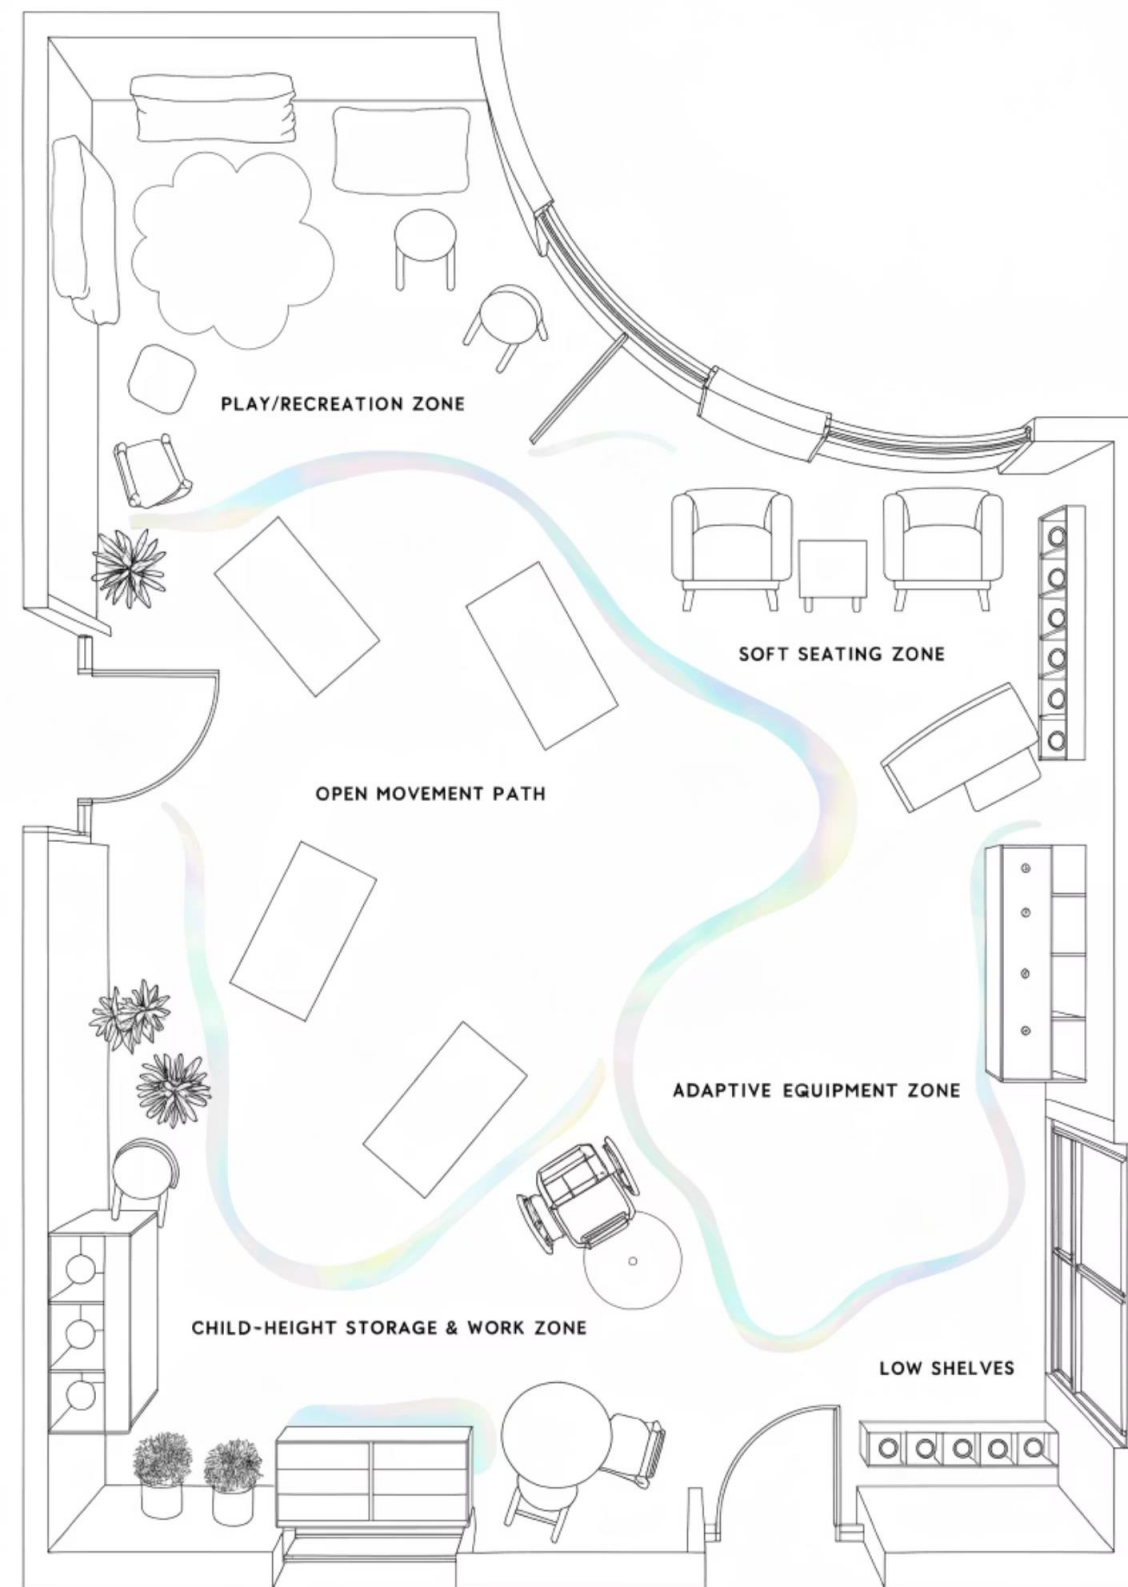 PLAY/RECREATION ZONE
SOFT SEATING ZONE
OPEN MOVEMENT PATH
ADAPTIVE EQUIPMENT ZONE
CHILD-HEIGHT STORAGE & WORK ZONE
LOW SHELVES